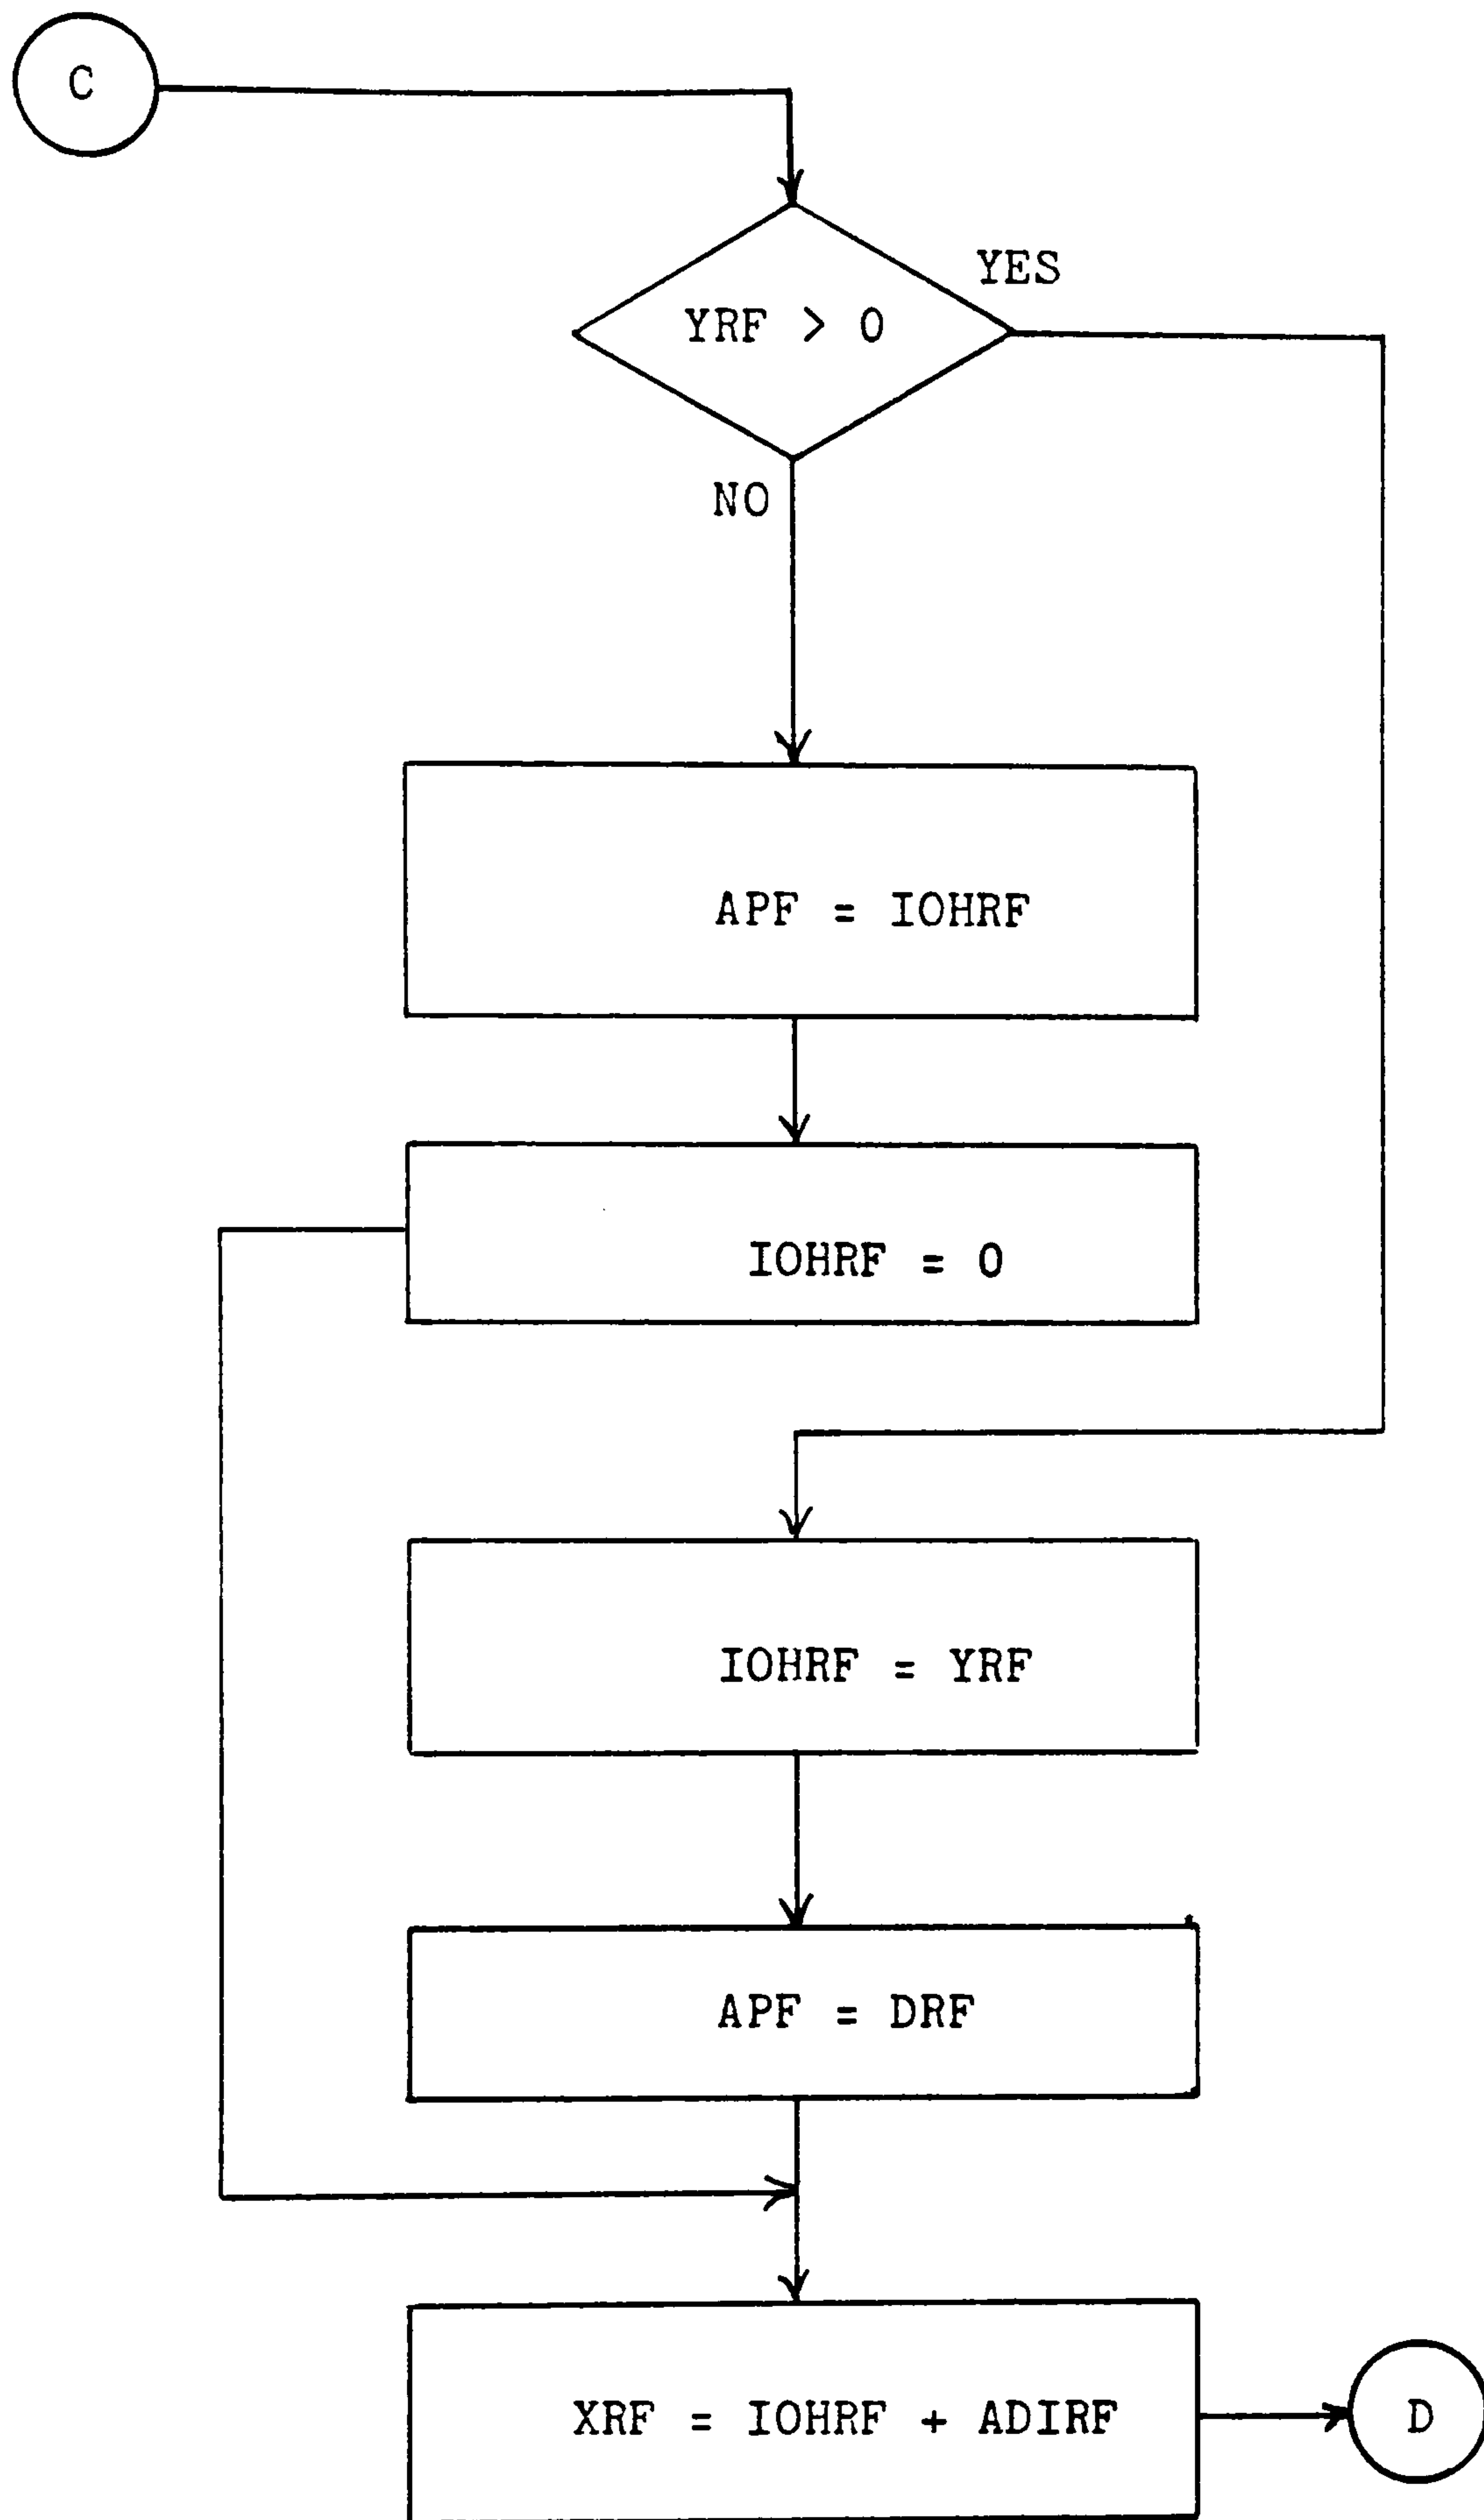 C
YES
YRF > 0
NO
APF = IOHRF
IOHRF = 0
IOHRF = YRF
APF = DRF
XRF = IOHRF + ADIRF
D